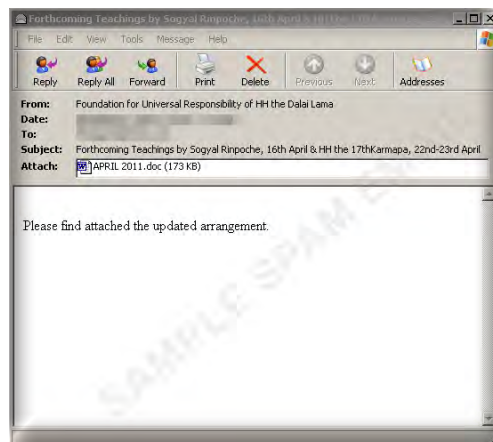 Forthcoming Teachings by Sogyal Rinpoche, 16th April & HH the 17th
File Edit View Tools Message Help
Reply Reply All Forward Print Delete Previous Next Addresses
From: Foundation for Universal Responsibility of HH the Dalai Lama
Date:
To:
Subject: Forthcoming Teachings by Sogyal Rinpoche, 16th April & HH the 17thKarmapa, 22nd-23rd April
Attach: APRIL 2011.doc (173 KB)
Please find attached the updated arrangement.
SAMPLE SPAM EMAIL